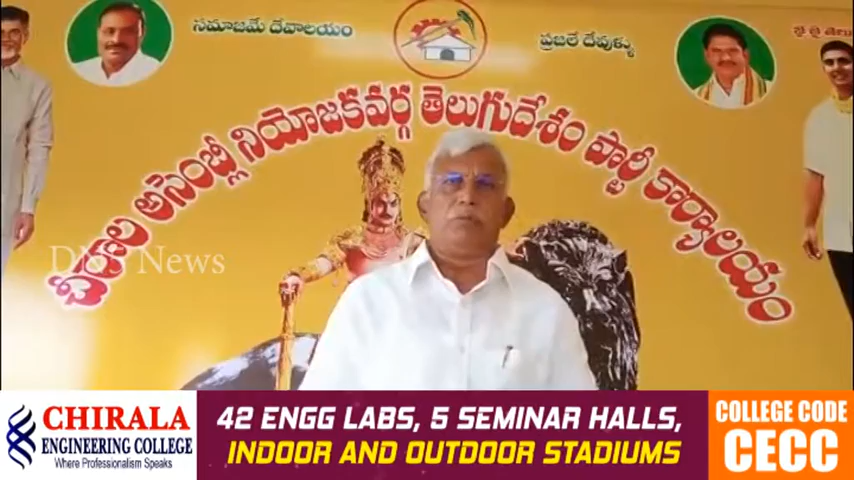 సమాజమే దేవాలయం
ప్రజలే దేవుళ్ళు
జై జై తెలు
చీరాల అసెంబ్లీ నియోజకవర్గ తెలుగుదేశం పార్టీ కార్యాలయం
DNS News
CHIRALA
ENGINEERING COLLEGE
Where Professionalism Speaks
42 ENGG LABS, 5 SEMINAR HALLS,
INDOOR AND OUTDOOR STADIUMS
COLLEGE CODE
CECC